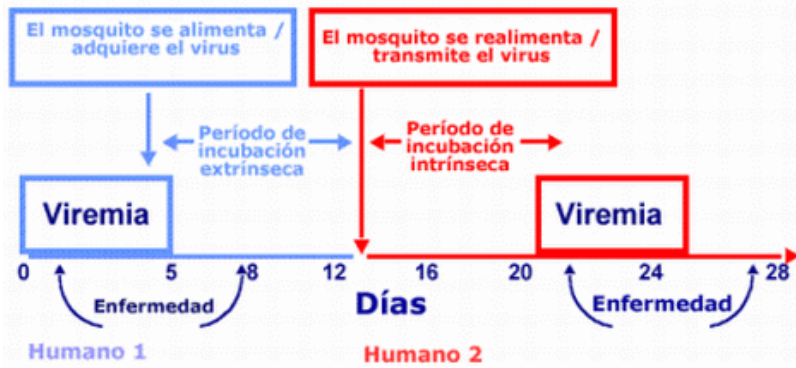 El mosquito se alimenta /
adquiere el virus
El mosquito se realimenta /
transmite el virus
Período de
incubación
extrínseca
Período de
incubación
intrínseca
Viremia
Viremia
0 5 8 12 16 20 24 28
Enfermedad
Días
Enfermedad
Humano 1
Humano 2